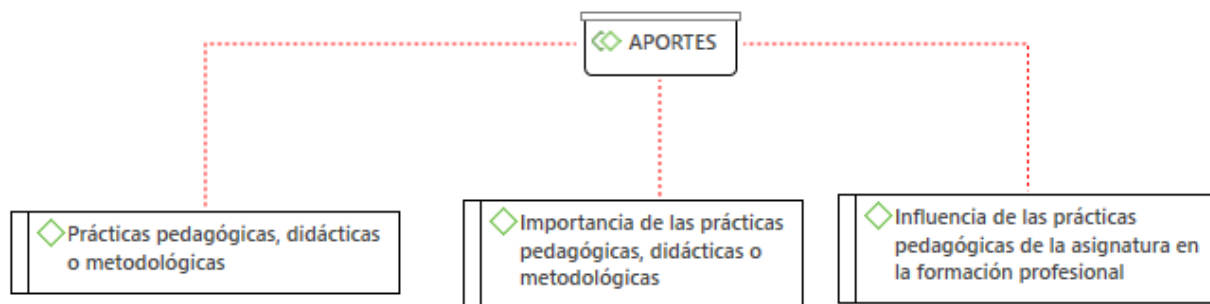 APORTES
Prácticas pedagógicas, didácticas
o metodológicas
Importancia de las prácticas
pedagógicas, didácticas o
metodológicas
Influencia de las prácticas
pedagógicas de la asignatura en
la formación profesional